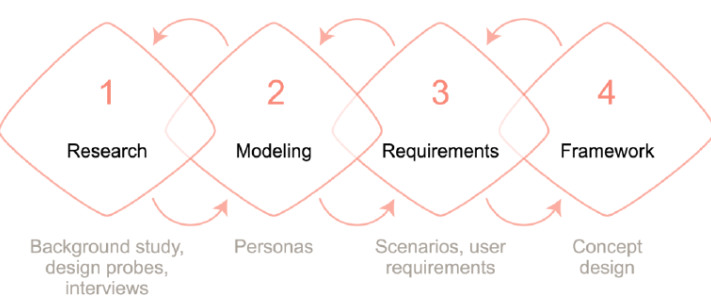 1
2
3
4
Research
Modeling
Requirements
Framework
Background study,
design probes,
interviews
Personas
Scenarios, user
requirements
Concept
design